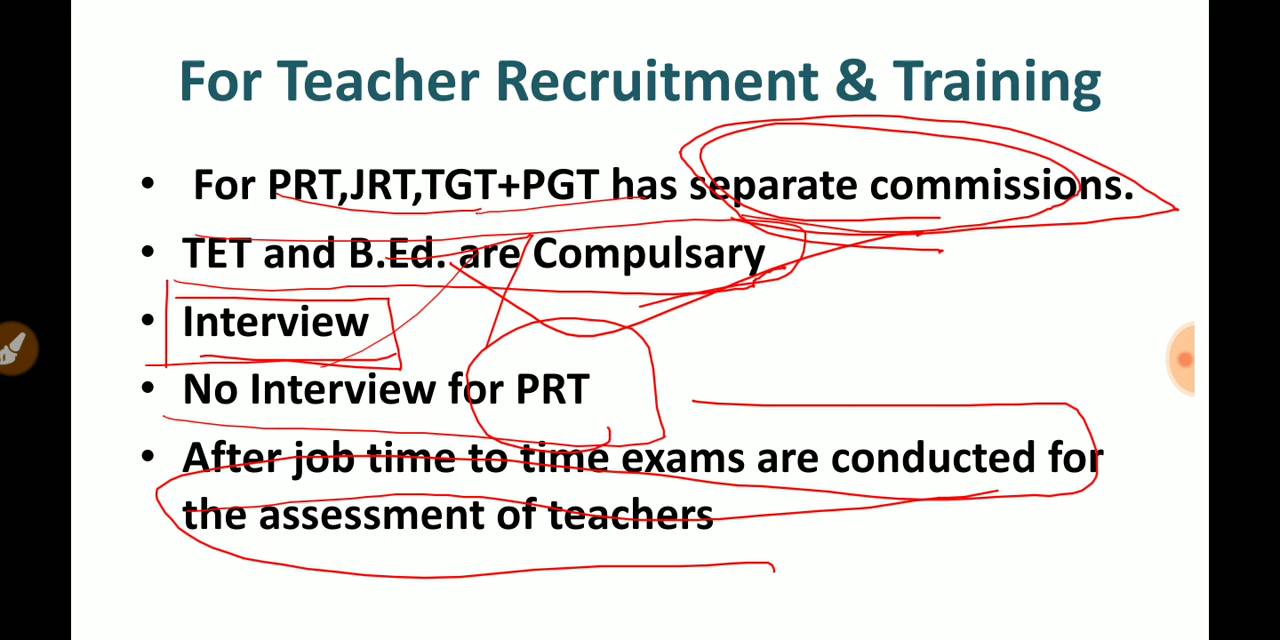 For Teacher Recruitment & Training
• For PRT,JRT,TGT+PGT has separate commissions.
• TET and B.Ed. are Compulsary
• Interview
• No Interview for PRT
• After job time to time exams are conducted for
the assessment of teachers